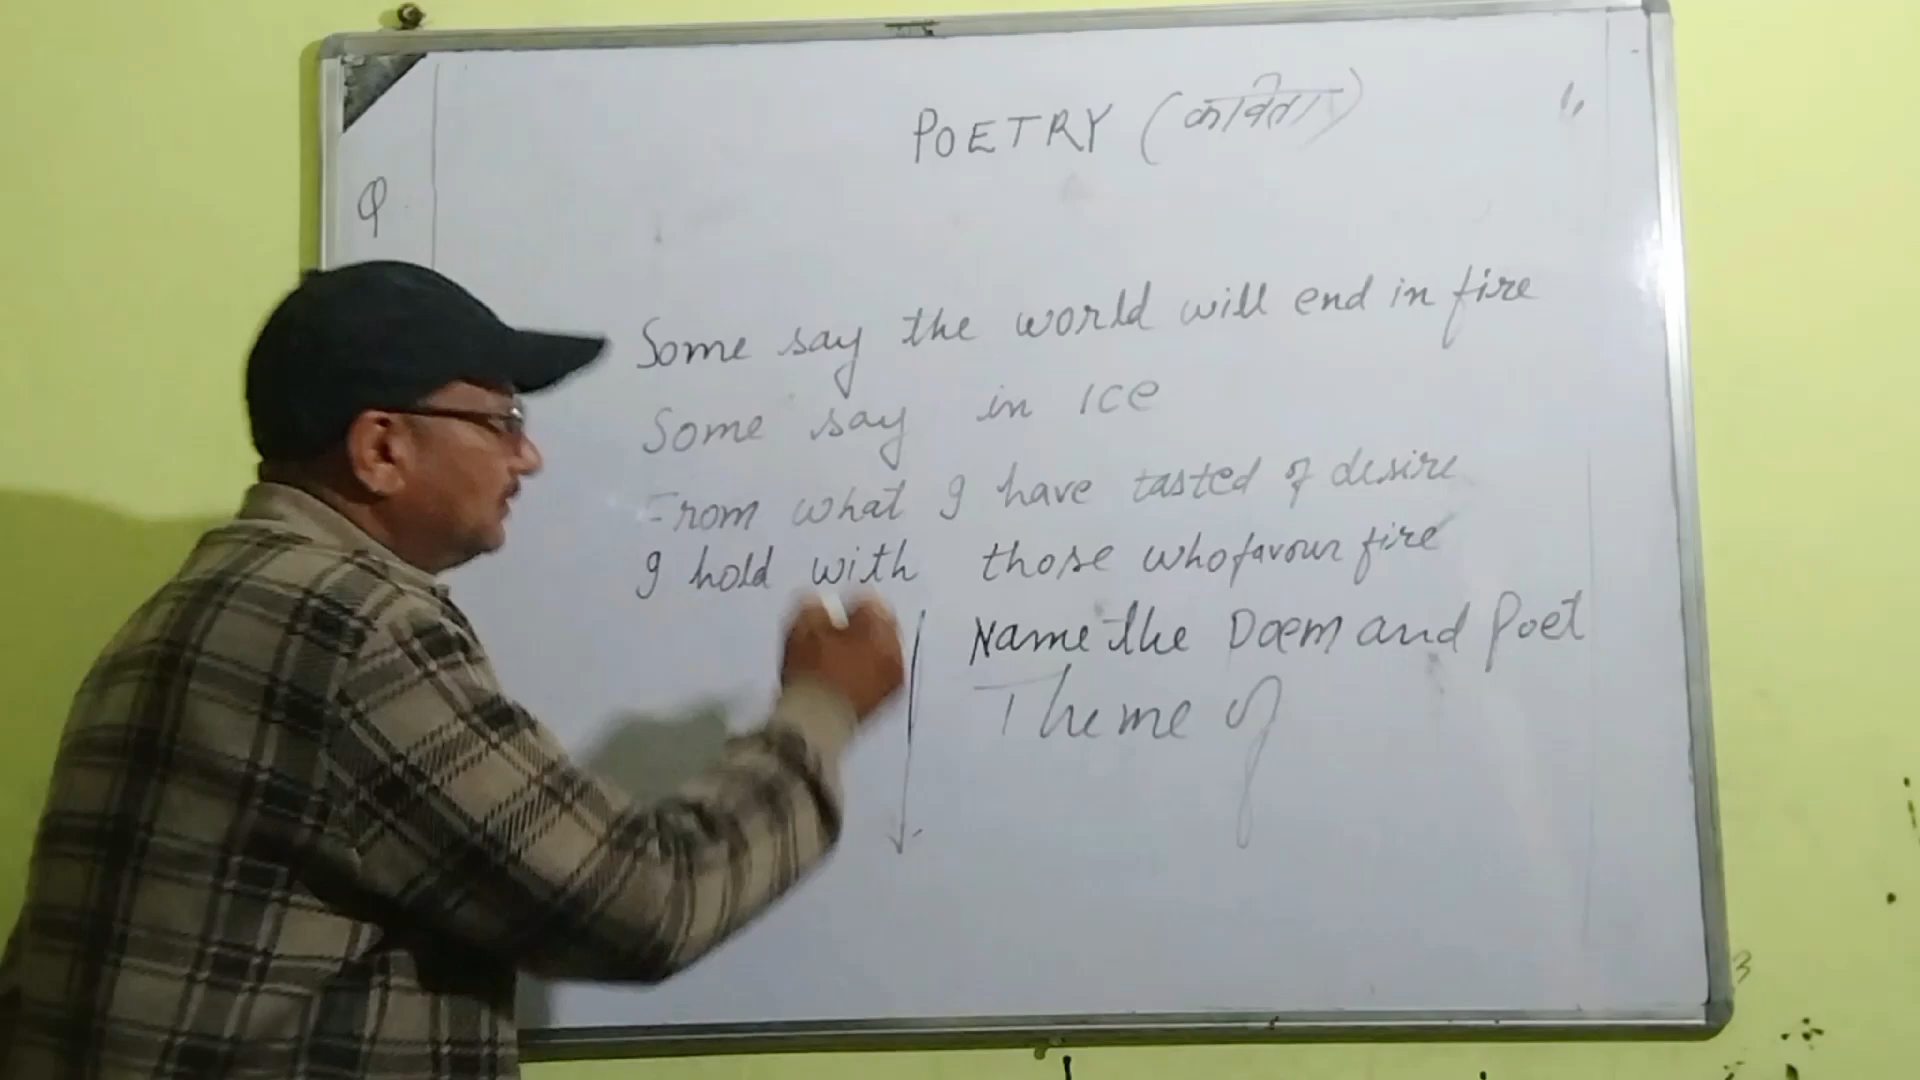 POETRY (कविता)
Q
Some say the world will end in fire
Some say in ice
From what I have tasted of desire
I hold with those who favour fire
Name the Poem and Poet
Theme of